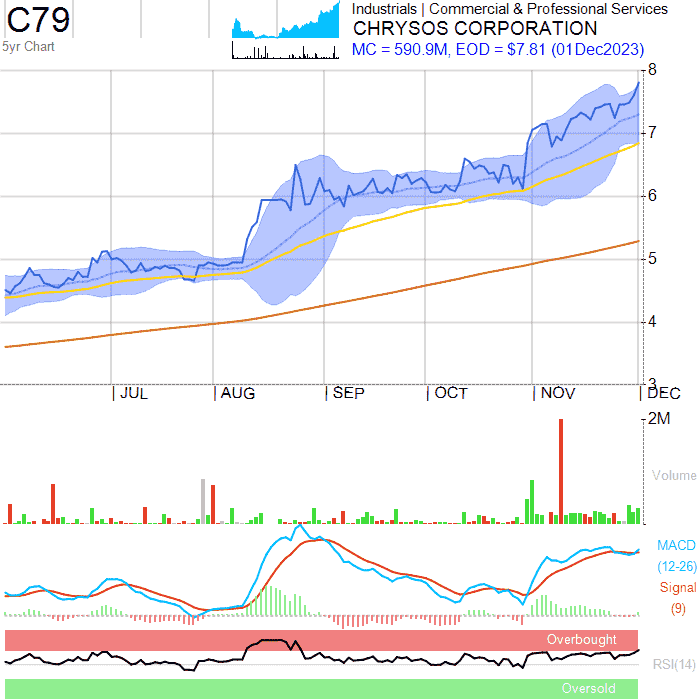 C79
5yr Chart
Industrials | Commercial & Professional Services
CHRYSOS CORPORATION
MC = 590.9M, EOD = $7.81 (01Dec2023)
8
7
6
5
4
3
JUL AUG SEP OCT NOV DEC
2M
Volume
MACD
(12-26)
Signal
(9)
Overbought
RSI(14)
Oversold